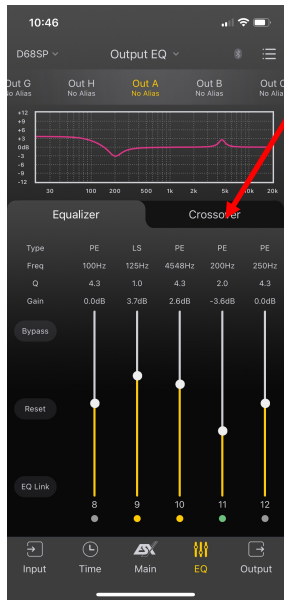 10:46
D68SP Output EQ
Out G Out H Out A Out B Out C
No Alias No Alias No Alias No Alias No Alias
+12
+9
+6
+3
0dB
-3
-6
-9
-12
30 100 200 500 1k 2k 5k 10k 20k
Equalizer Crossover
Type PE LS PE PE PE
Freq 100Hz 125Hz 4548Hz 200Hz 250Hz
Q 4.3 1.0 4.3 2.0 4.3
Gain 0.0dB 3.7dB 2.6dB -3.6dB 0.0dB
Bypass
Reset
EQ Link
8 9 10 11 12
ESX
Input Time Main EQ Output